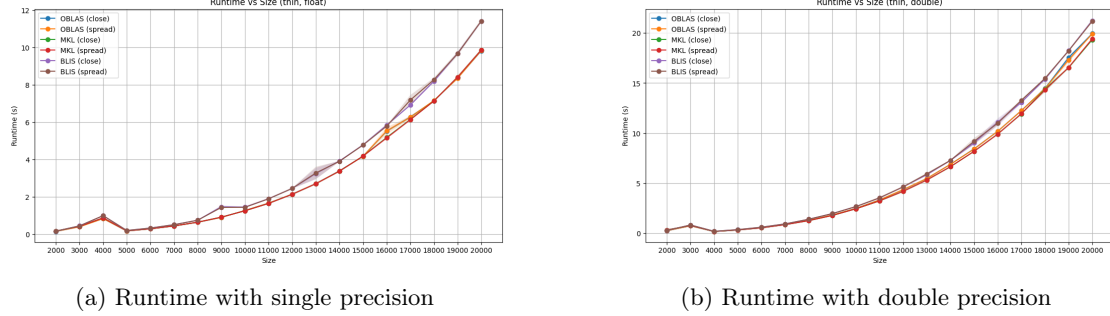 Runtime vs Size (thin, float)
12
10
8
6
4
2
0
Runtime (s)
OBLAS (close)
OBLAS (spread)
MKL (close)
MKL (spread)
BLIS (close)
BLIS (spread)
2000 3000 4000 5000 6000 7000 8000 9000 10000 11000 12000 13000 14000 15000 16000 17000 18000 19000 20000
Size
(a) Runtime with single precision
Runtime vs Size (thin, double)
20
15
10
5
0
Runtime (s)
OBLAS (close)
OBLAS (spread)
MKL (close)
MKL (spread)
BLIS (close)
BLIS (spread)
2000 3000 4000 5000 6000 7000 8000 9000 10000 11000 12000 13000 14000 15000 16000 17000 18000 19000 20000
Size
(b) Runtime with double precision